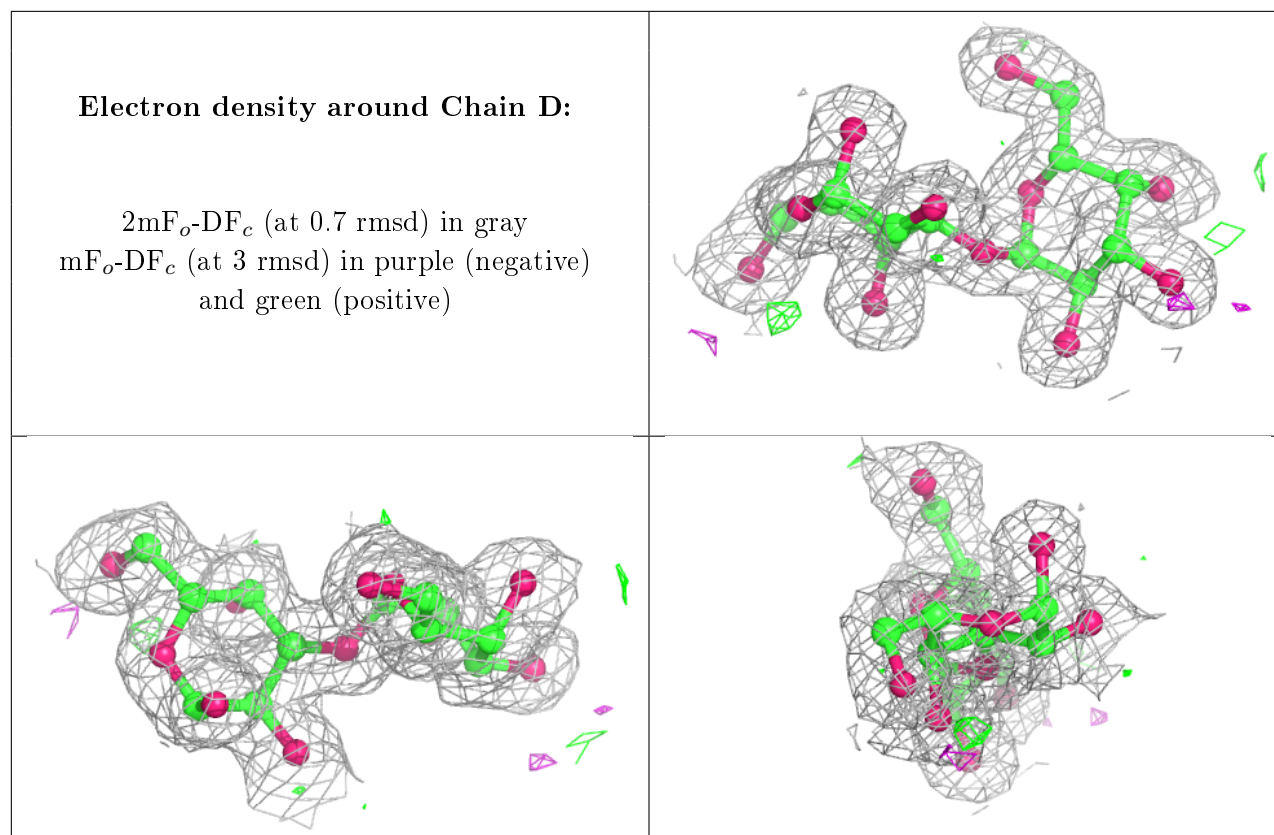 Electron density around Chain D:
2mFₒ-DF𝒸 (at 0.7 rmsd) in gray
mFₒ-DF𝒸 (at 3 rmsd) in purple (negative)
and green (positive)